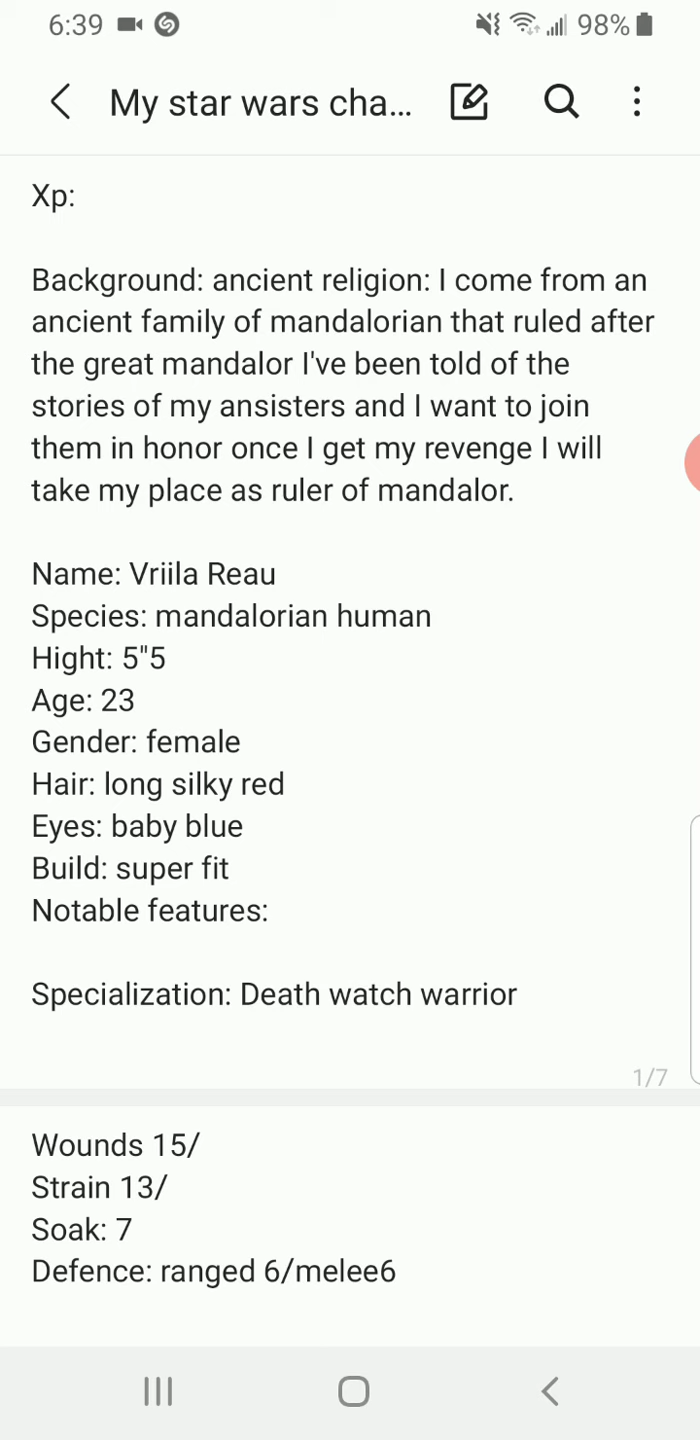 6:39 98%
My star wars cha...
Xp:
Background: ancient religion: I come from an
ancient family of mandalorian that ruled after
the great mandalor I've been told of the
stories of my ansisters and I want to join
them in honor once I get my revenge I will
take my place as ruler of mandalor.
Name: Vriila Reau
Species: mandalorian human
Hight: 5"5
Age: 23
Gender: female
Hair: long silky red
Eyes: baby blue
Build: super fit
Notable features:
Specialization: Death watch warrior
1/7
Wounds 15/
Strain 13/
Soak: 7
Defence: ranged 6/melee6